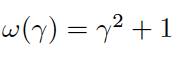 ω(γ) = γ² + 1